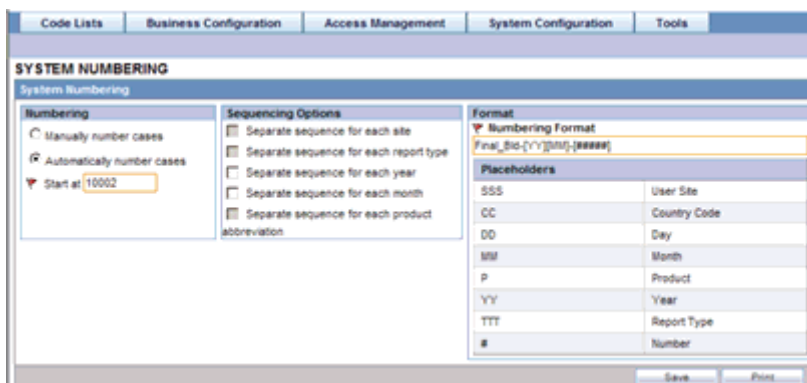 Code Lists Business Configuration Access Management System Configuration Tools
SYSTEM NUMBERING
System Numbering
Numbering
Manually number cases
Automatically number cases
Start at 10002
Sequencing Options
Separate sequence for each site
Separate sequence for each report type
Separate sequence for each year
Separate sequence for each month
Separate sequence for each product
abbreviation
Format
Numbering Format
Final_Bld-[YY][MM]-[#####]
Placeholders
SSS User Site
CC Country Code
DD Day
MM Month
P Product
YY Year
TTT Report Type
# Number
Save Print